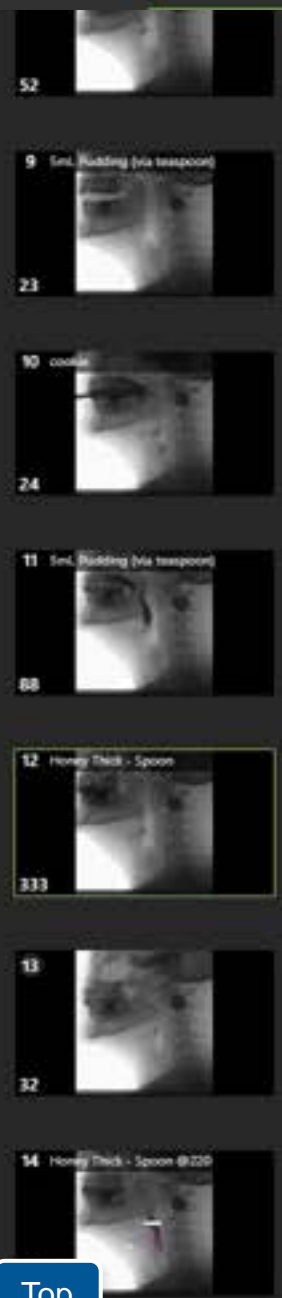 52
9 5mL Pudding (via teaspoon)
23
10 cookie
24
11 5mL Pudding (via teaspoon)
88
12 Honey Thick - Spoon
333
13
32
14 Honey Thick - Spoon @220
Top